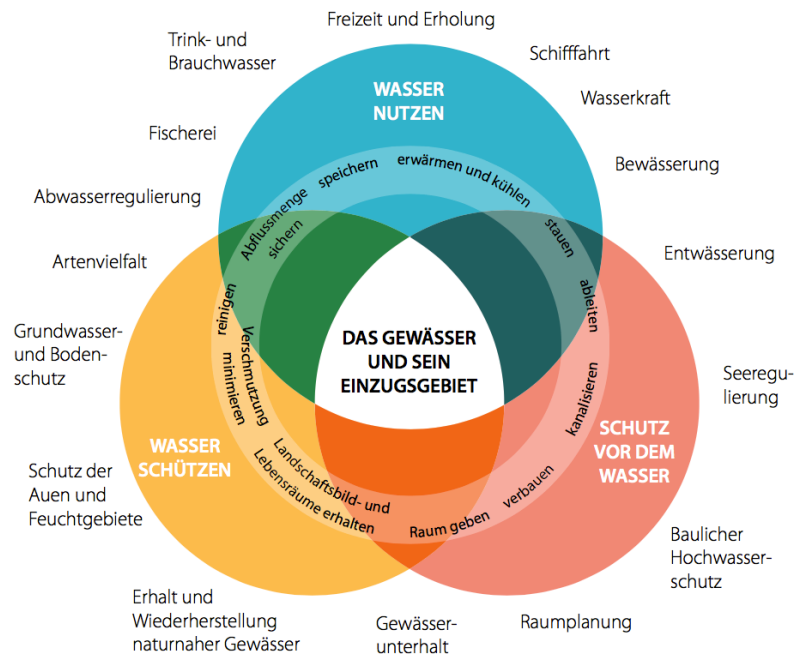 Freizeit und Erholung
Trink- und
Brauchwasser
Schifffahrt
Wasserkraft
Fischerei
Bewässerung
Abwasserregulierung
Entwässerung
Artenvielfalt
Grundwasser-
und Boden-
schutz
Seeregu-
lierung
Schutz der
Auen und
Feuchtgebiete
Baulicher
Hochwasser-
schutz
Erhalt und
Wiederherstellung
naturnaher Gewässer
Gewässer-
unterhalt
Raumplanung
WASSER
NUTZEN
WASSER
SCHÜTZEN
SCHUTZ
VOR DEM
WASSER
DAS GEWÄSSER
UND SEIN
EINZUGSGEBIET
Abflussmenge
sichern
speichern
erwärmen und kühlen
stauen
ableiten
kanalisieren
verbauen
Raum geben
Landschaftsbild- und
Lebensräume erhalten
Verschmutzung
minimieren
reinigen